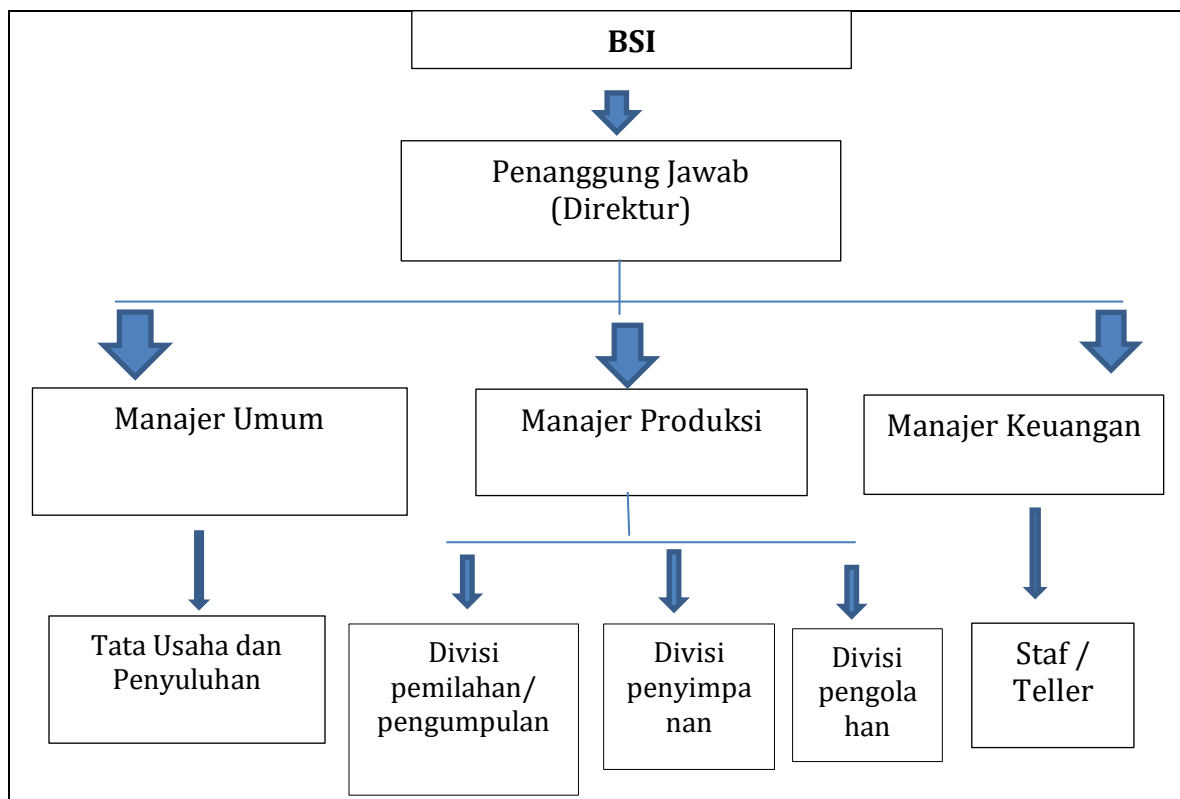 BSI
Penanggung Jawab
(Direktur)
Manajer Umum
Manajer Produksi
Manajer Keuangan
Tata Usaha dan
Penyuluhan
Divisi
pemilahan/
pengumpulan
Divisi
penyimpa
nan
Divisi
pengola
han
Staf /
Teller